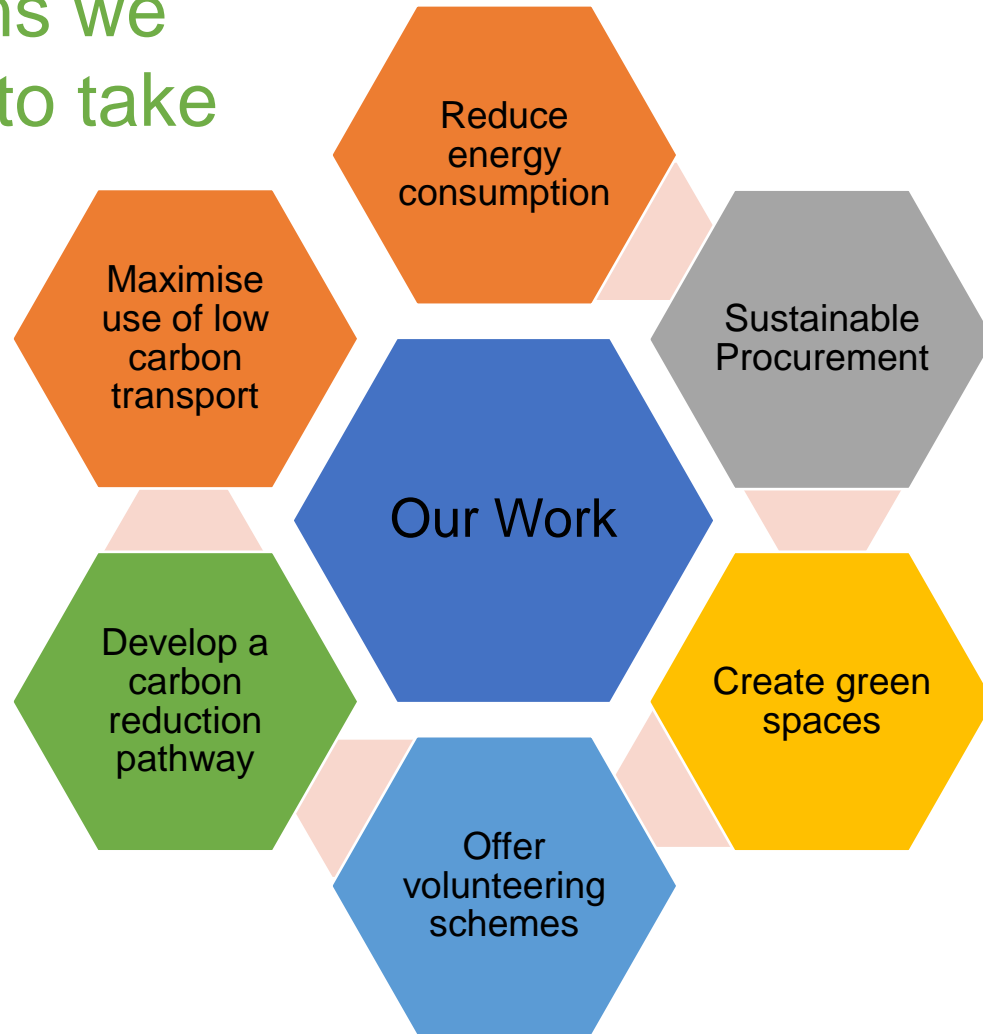 we
to take
Reduce
energy
consumption
Maximise
use of low
carbon
transport
Sustainable
Procurement
Our Work
Develop a
carbon
reduction
pathway
Create green
spaces
Offer
volunteering
schemes